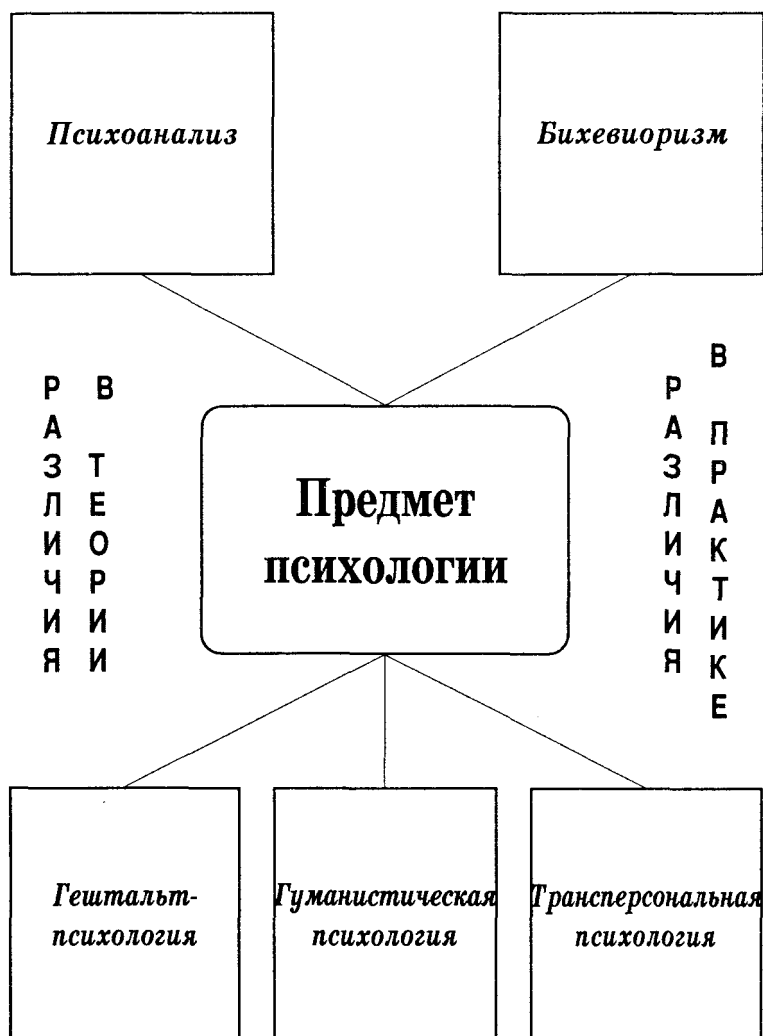 Психоанализ
Бихевиоризм
РАЗЛИЧИЯ
В ТЕОРИИ
Предмет
психологии
РАЗЛИЧИЯ
В ПРАКТИКЕ
Гештальт-
психология
Гуманистическая
психология
Трансперсональная
психология